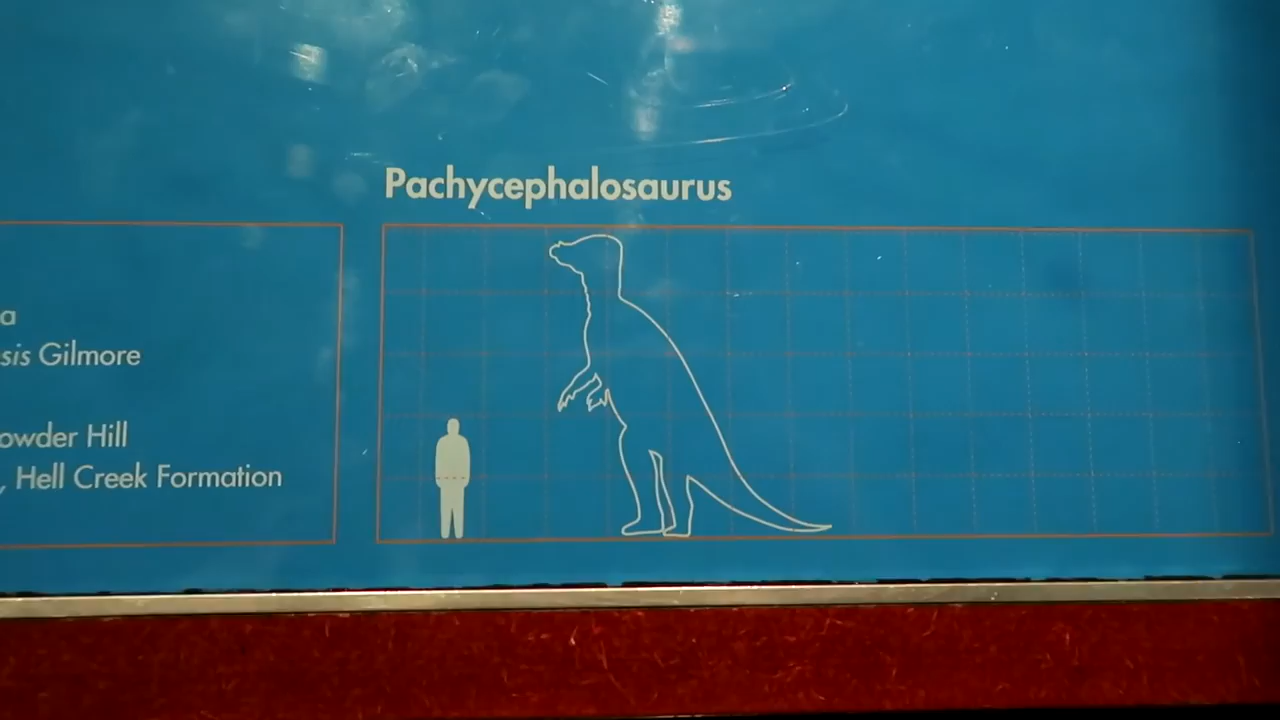 Pachycephalosaurus
a
sis Gilmore
owder Hill
, Hell Creek Formation